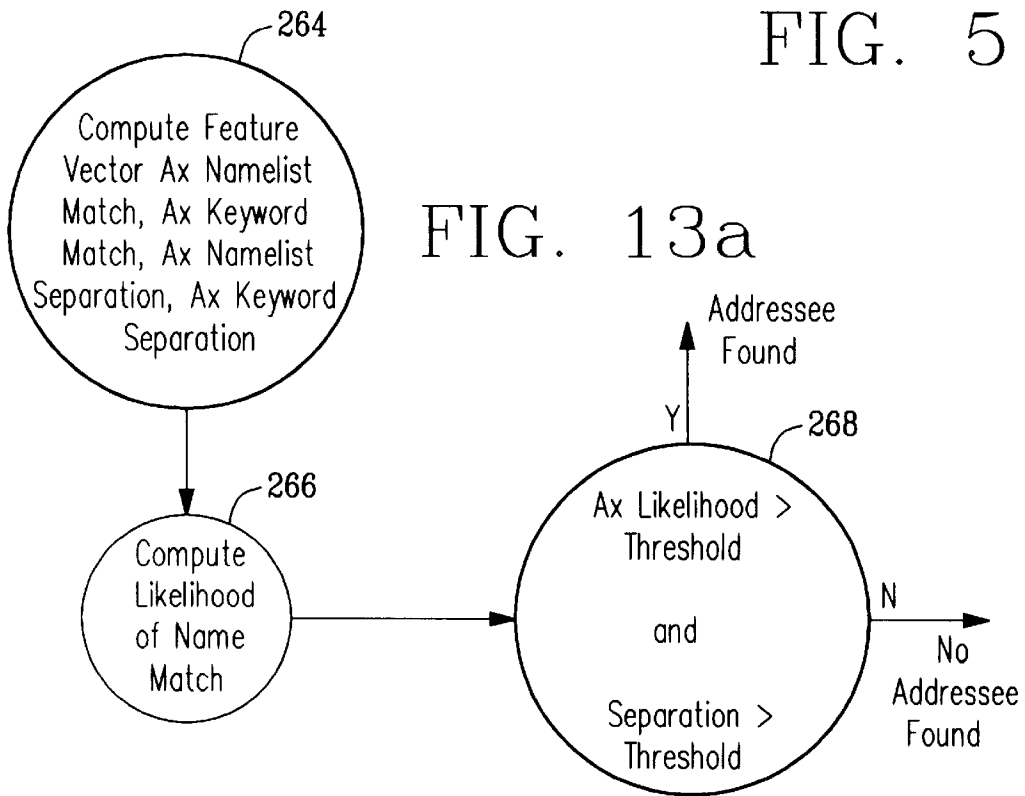 264
FIG. 5
Compute Feature
Vector Ax Namelist
Match, Ax Keyword
Match, Ax Namelist
Separation, Ax Keyword
Separation
FIG. 13a
Addressee
Found
Y
268
266
Compute
Likelihood
of Name
Match
Ax Likelihood >
Threshold
and
Separation >
Threshold
N
No
Addressee
Found